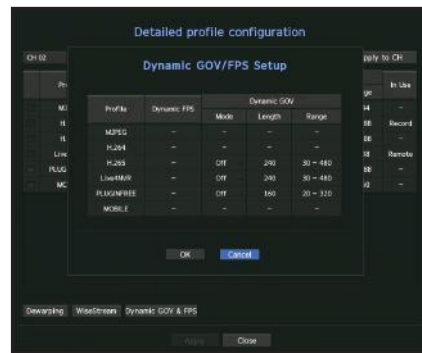 Detailed profile configuration
CH 02
pply to CH
Dynamic GOV/FPS Setup
In Use
Profile Dynamic FPS Dynamic GOV
Mode Length Range
MJPEG - - - -
H.264 - - - -
Record
H.265 - Off 240 30 ~ 480
Live4NVR - Off 240 30 ~ 480
Live
Remote
PLUGINFREE - Off 160 20 ~ 320
PLUG
MOBILE - - - -
OK Cancel
Dewarping WiseStream Dynamic GOV & FPS
Apply Close